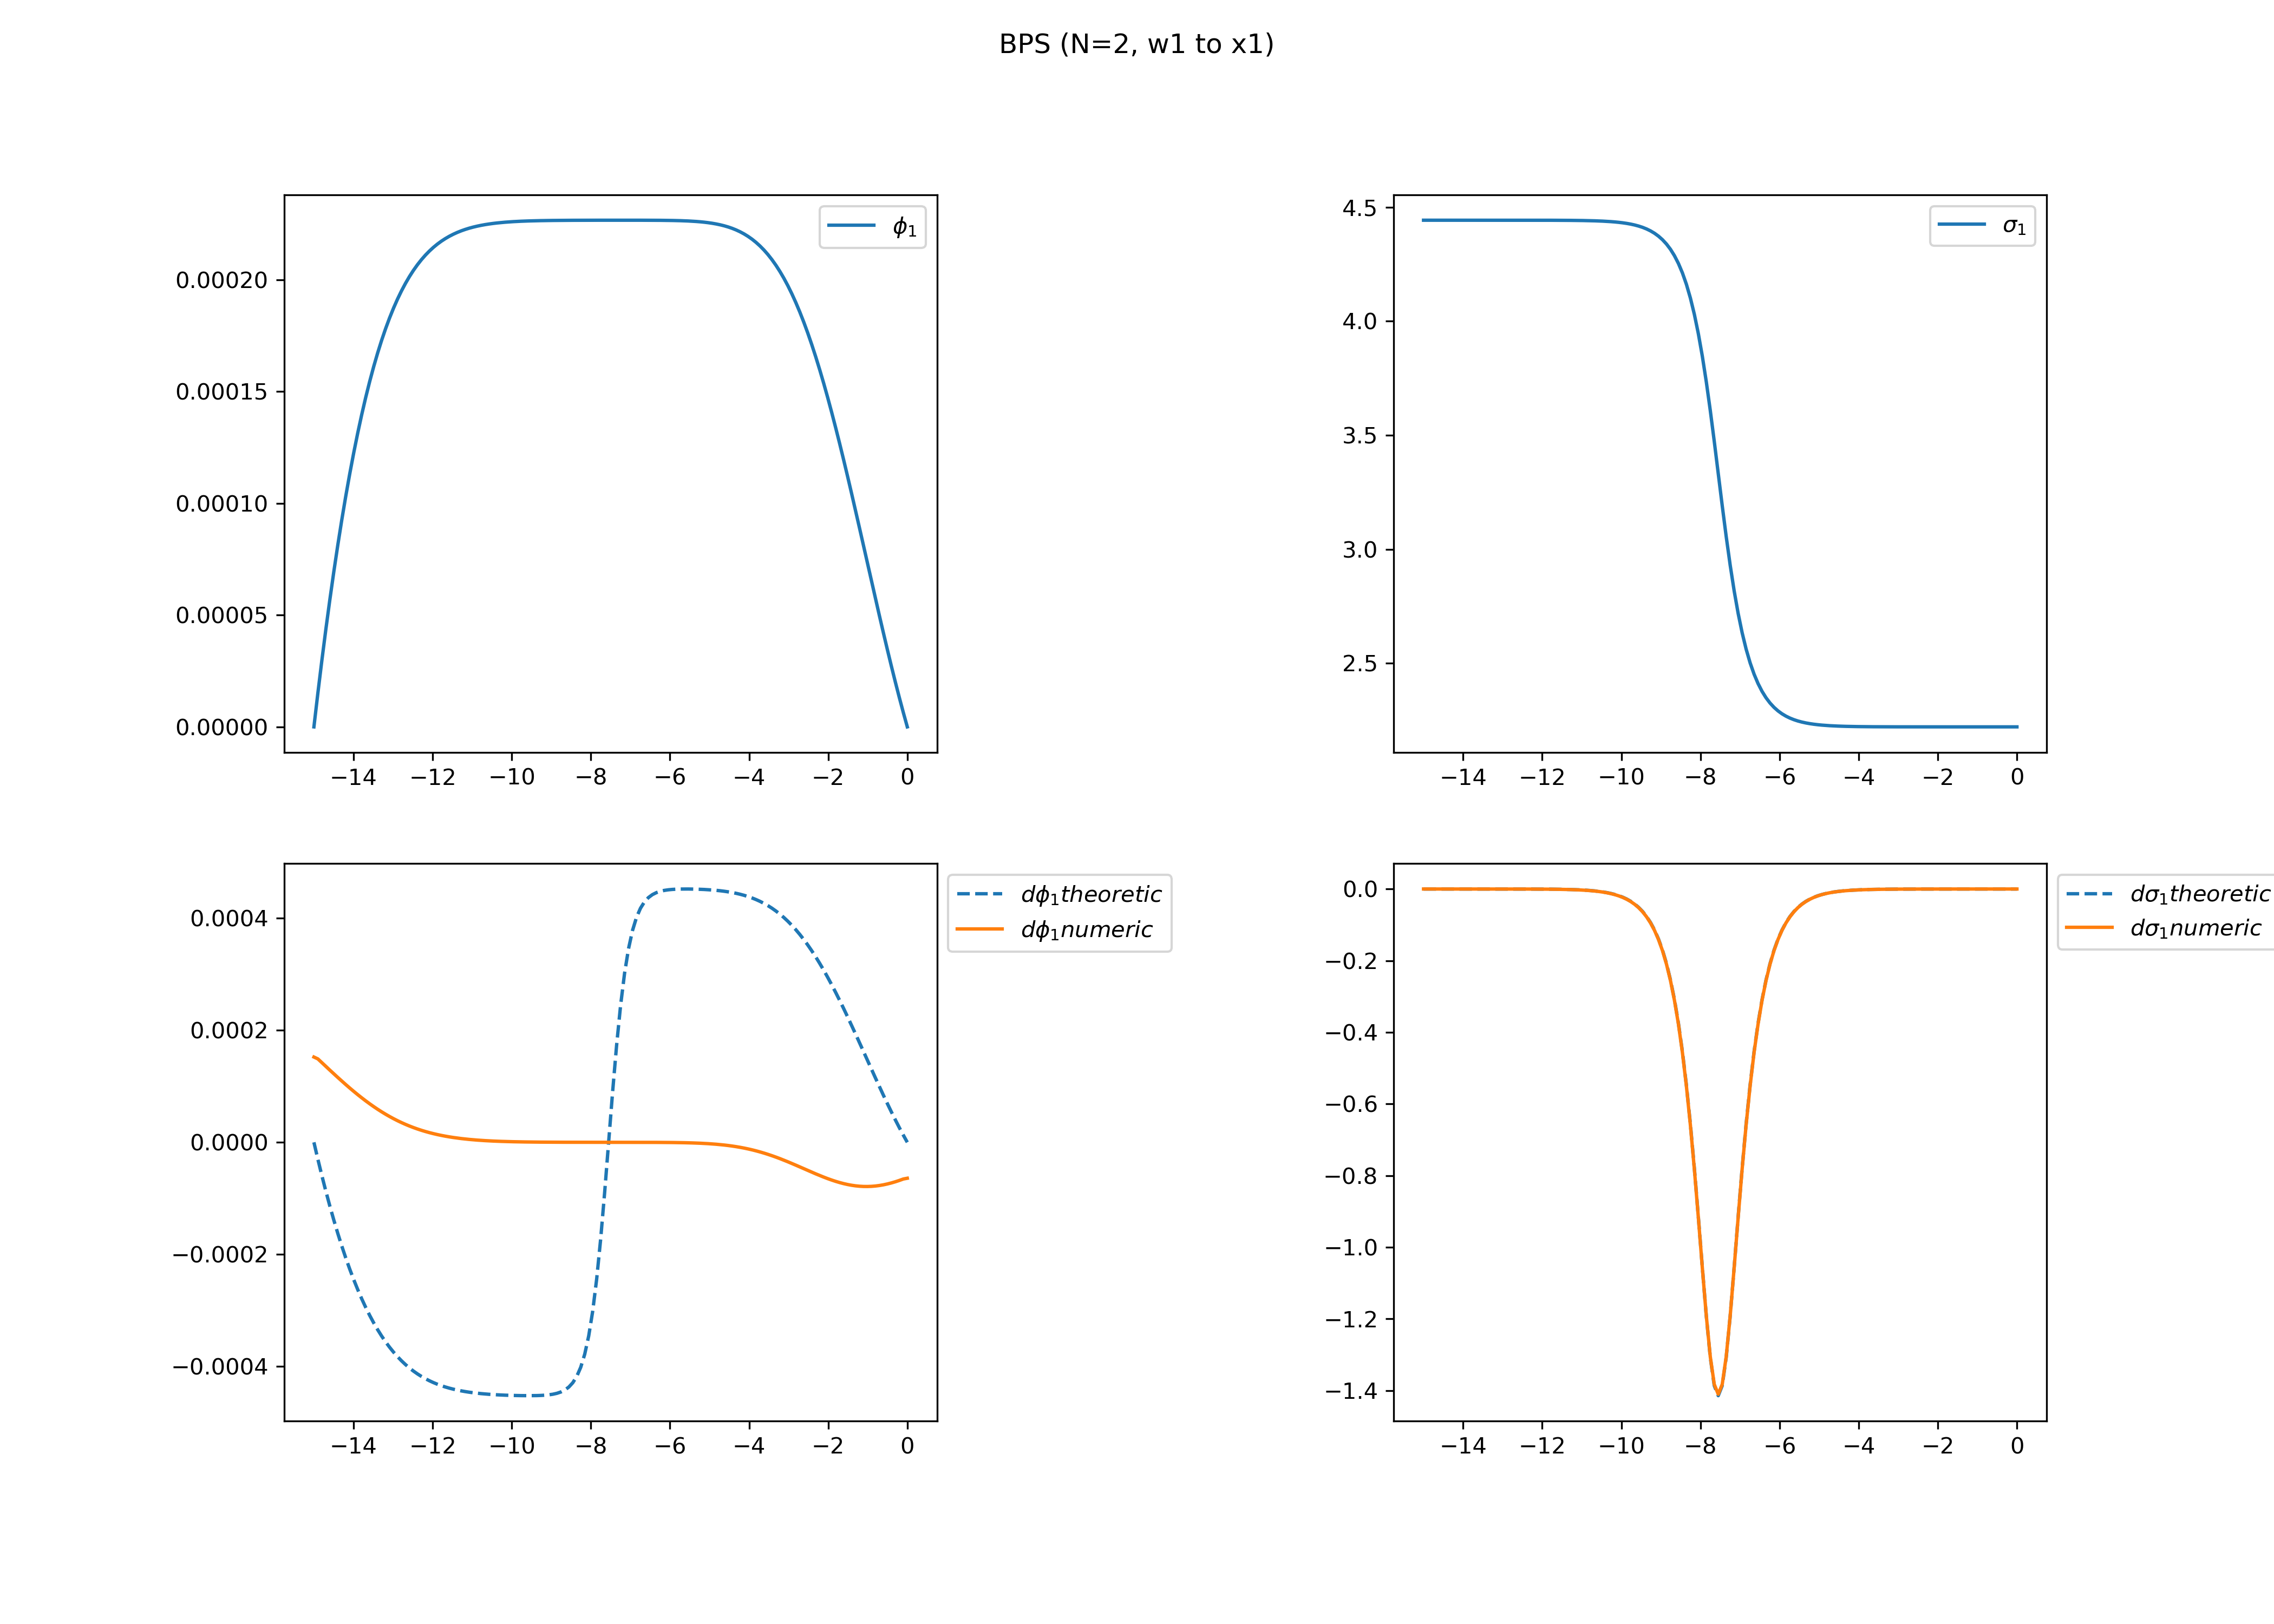 BPS (N=2, w1 to x1)
0.00020
0.00015
0.00010
0.00005
0.00000
−14 −12 −10 −8 −6 −4 −2 0
ϕ₁
4.5
4.0
3.5
3.0
2.5
−14 −12 −10 −8 −6 −4 −2 0
σ₁
0.0004
0.0002
0.0000
−0.0002
−0.0004
−14 −12 −10 −8 −6 −4 −2 0
dϕ₁theoretic
dϕ₁numeric
0.0
−0.2
−0.4
−0.6
−0.8
−1.0
−1.2
−1.4
−14 −12 −10 −8 −6 −4 −2 0
dσ₁theoretic
dσ₁numeric